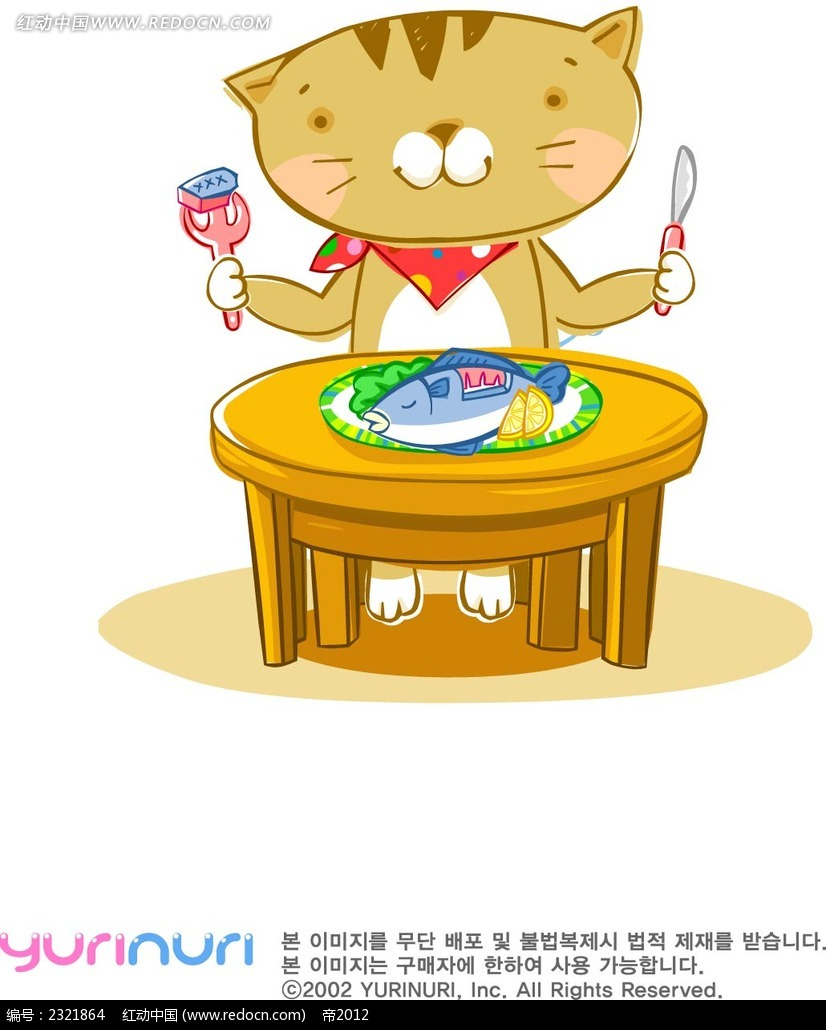 红动中国 WWW.REDOCN.COM
yurinuri
본 이미지를 무단 배포 및 불법복제시 법적 제재를 받습니다.
본 이미지는 구매자에 한하여 사용 가능합니다.
©2002 YURINURI, Inc. All Rights Reserved.
编号：2321864 红动中国 (www.redocn.com) 帝2012